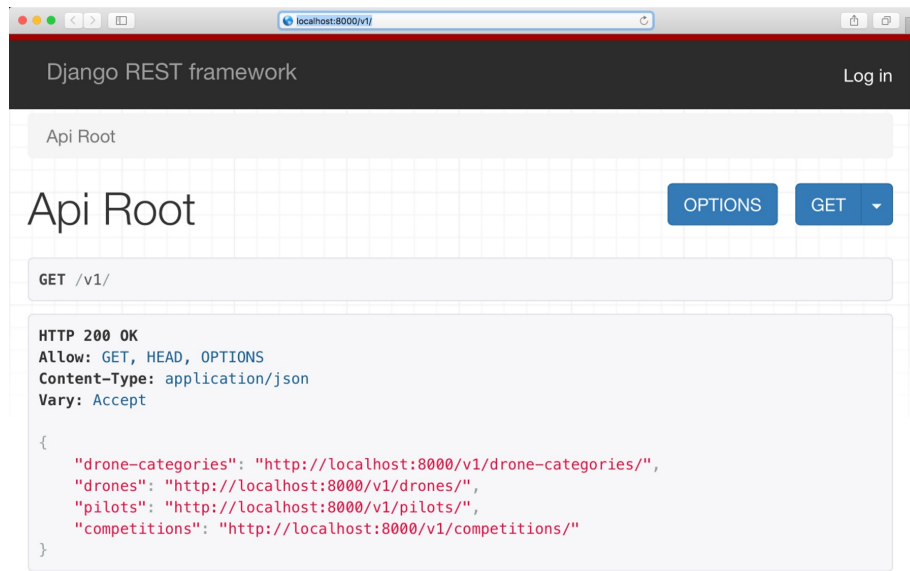 localhost:8000/v1/
Django REST framework
Log in
Api Root
Api Root
OPTIONS
GET
GET /v1/
HTTP 200 OK
Allow: GET, HEAD, OPTIONS
Content-Type: application/json
Vary: Accept
{
    "drone-categories": "http://localhost:8000/v1/drone-categories/",
    "drones": "http://localhost:8000/v1/drones/",
    "pilots": "http://localhost:8000/v1/pilots/",
    "competitions": "http://localhost:8000/v1/competitions/"
}